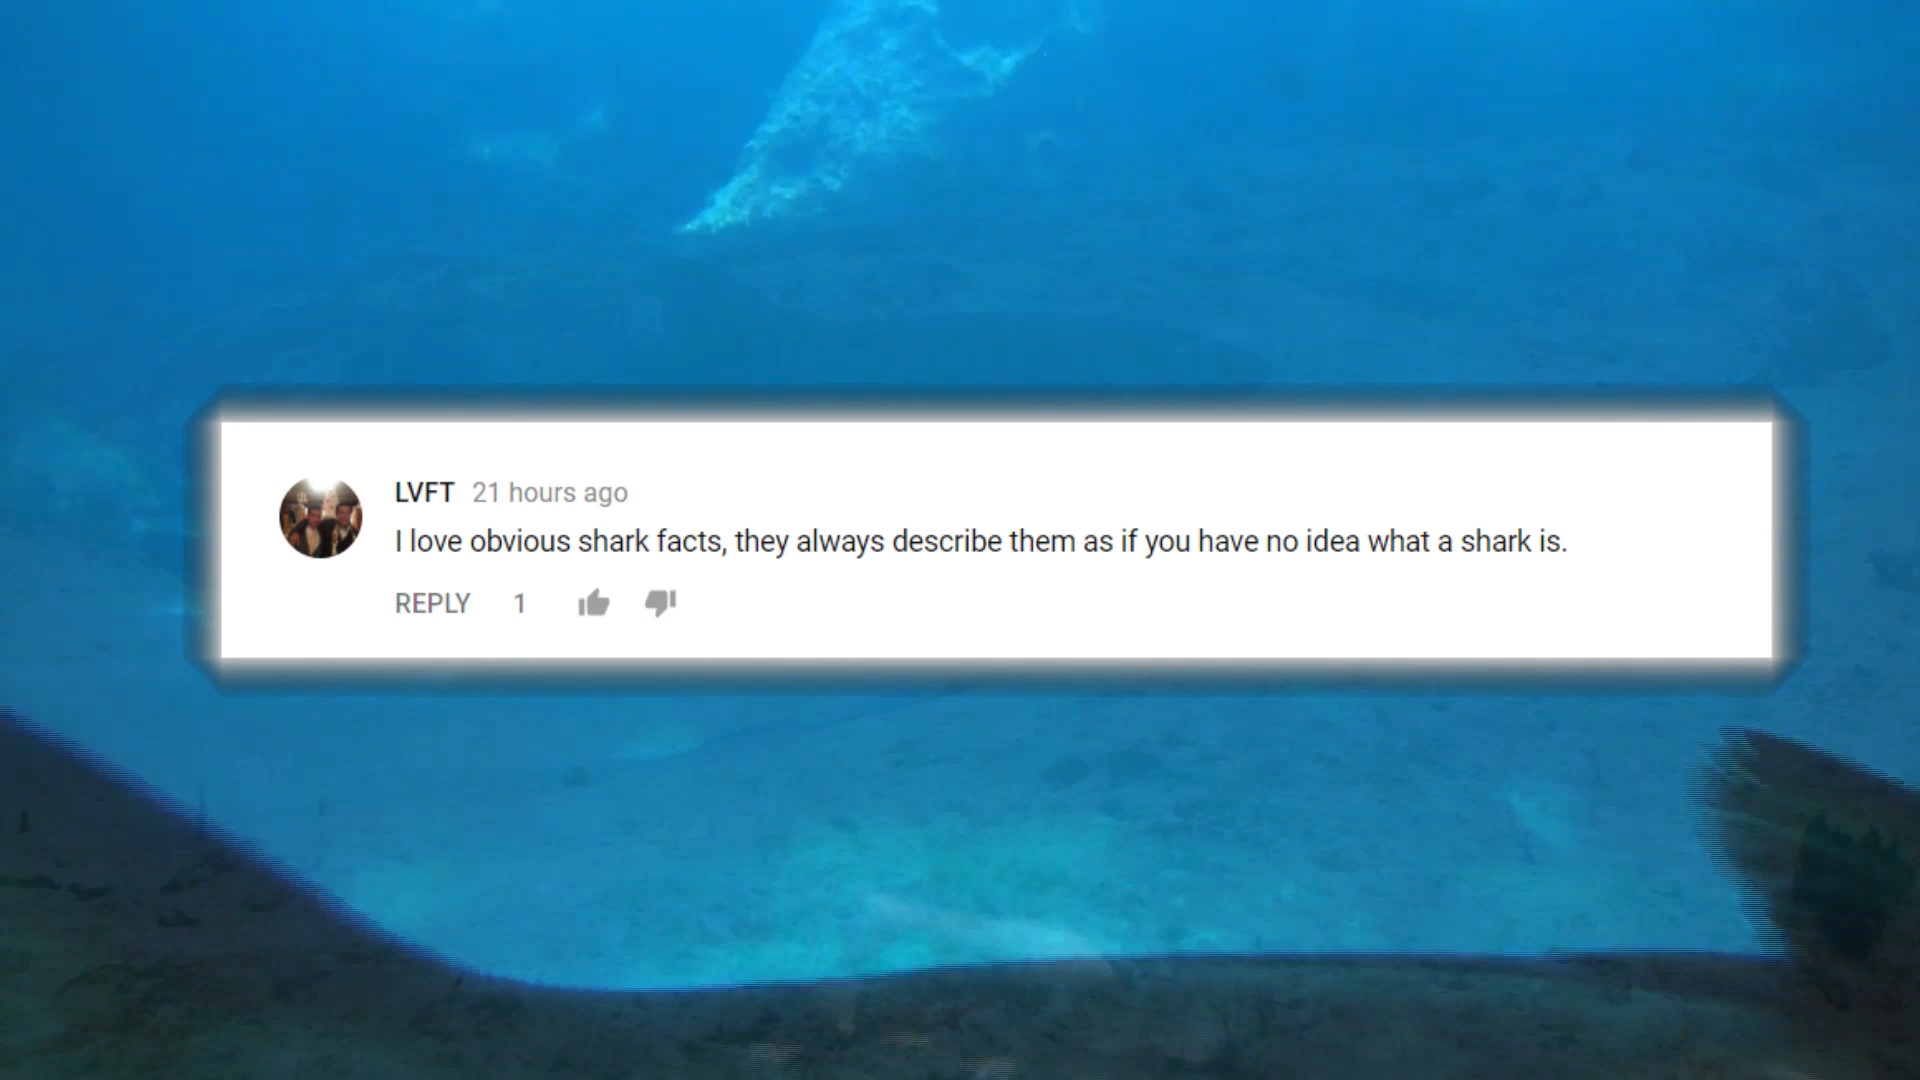 LVFT 21 hours ago
I love obvious shark facts, they always describe them as if you have no idea what a shark is.
REPLY 1